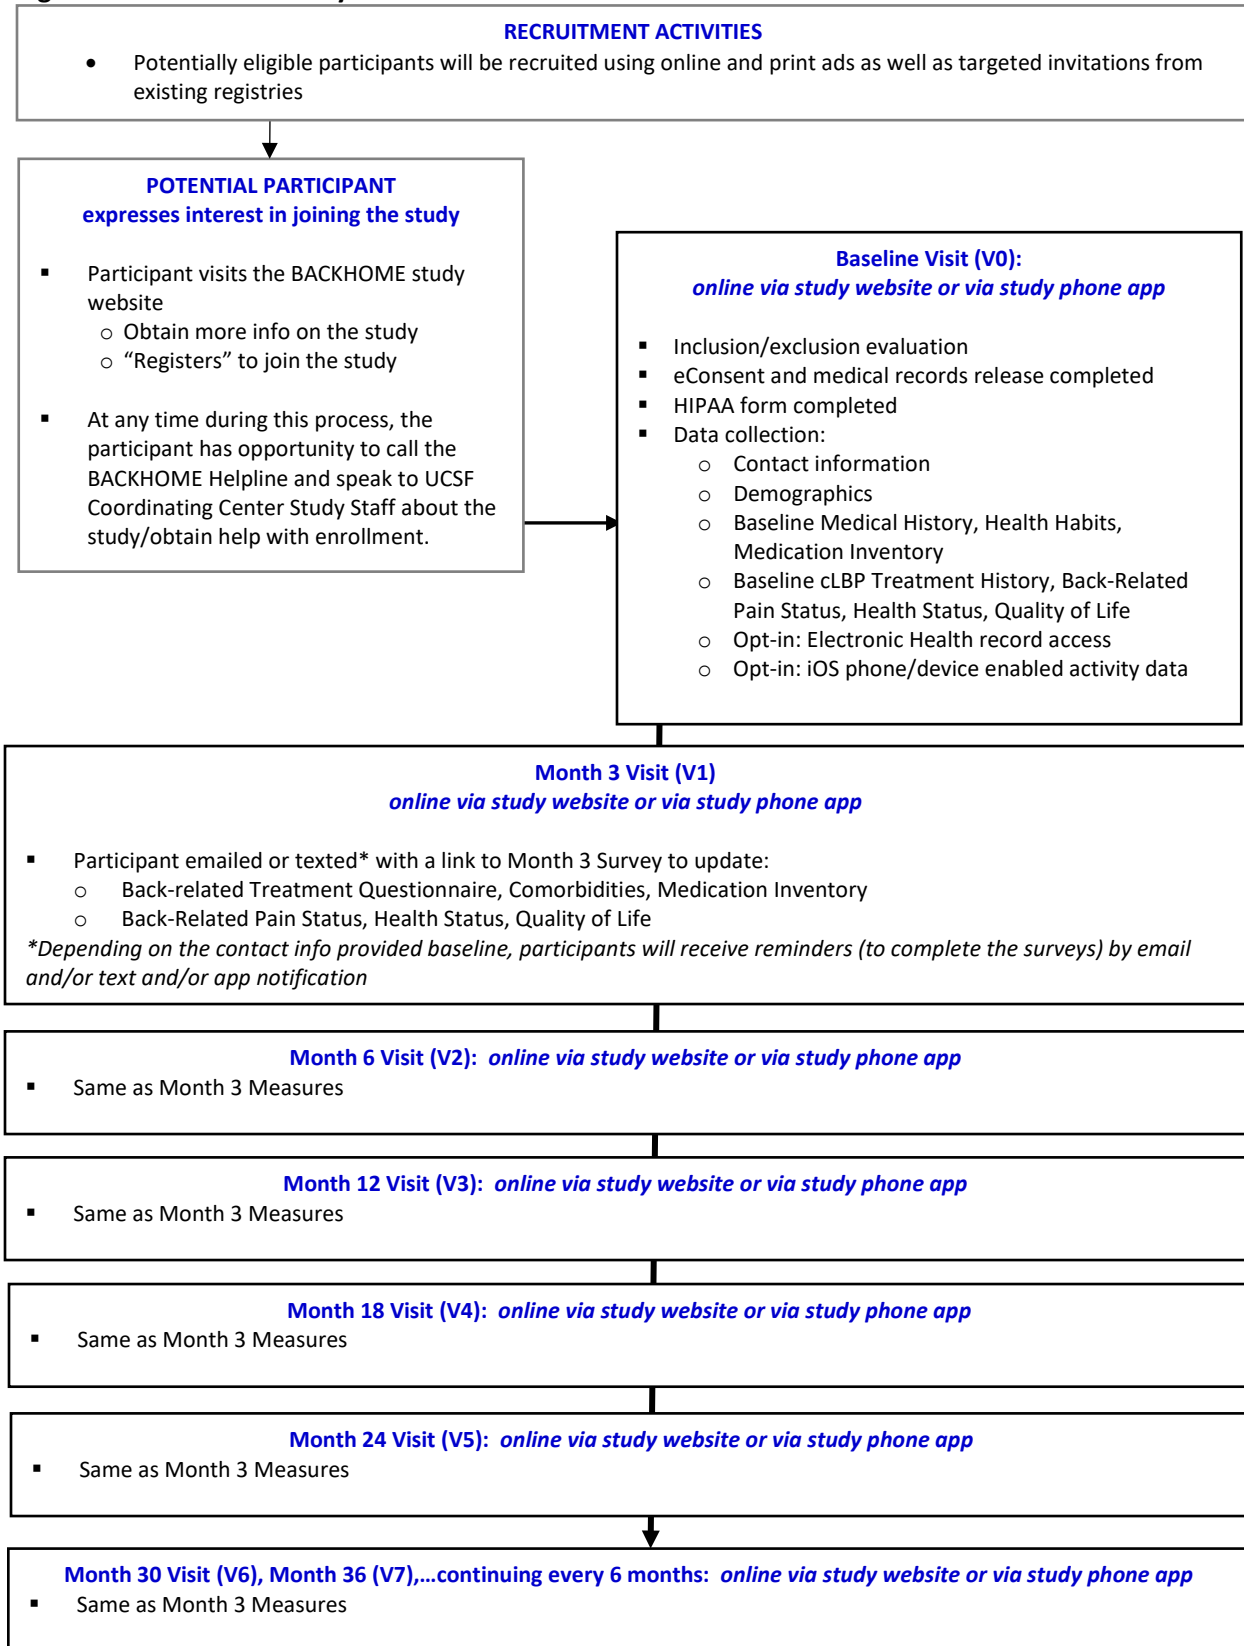 RECRUITMENT ACTIVITIES
• Potentially eligible participants will be recruited using online and print ads as well as targeted invitations from
existing registries
POTENTIAL PARTICIPANT
expresses interest in joining the study
▪ Participant visits the BACKHOME study
website
o Obtain more info on the study
o “Registers” to join the study
▪ At any time during this process, the
participant has opportunity to call the
BACKHOME Helpline and speak to UCSF
Coordinating Center Study Staff about the
study/obtain help with enrollment.
Baseline Visit (V0):
online via study website or via study phone app
▪ Inclusion/exclusion evaluation
▪ eConsent and medical records release completed
▪ HIPAA form completed
▪ Data collection:
o Contact information
o Demographics
o Baseline Medical History, Health Habits,
Medication Inventory
o Baseline cLBP Treatment History, Back-Related
Pain Status, Health Status, Quality of Life
o Opt-in: Electronic Health record access
o Opt-in: iOS phone/device enabled activity data
Month 3 Visit (V1)
online via study website or via study phone app
▪ Participant emailed or texted* with a link to Month 3 Survey to update:
o Back-related Treatment Questionnaire, Comorbidities, Medication Inventory
o Back-Related Pain Status, Health Status, Quality of Life
*Depending on the contact info provided baseline, participants will receive reminders (to complete the surveys) by email
and/or text and/or app notification
Month 6 Visit (V2): online via study website or via study phone app
▪ Same as Month 3 Measures
Month 12 Visit (V3): online via study website or via study phone app
▪ Same as Month 3 Measures
Month 18 Visit (V4): online via study website or via study phone app
▪ Same as Month 3 Measures
Month 24 Visit (V5): online via study website or via study phone app
▪ Same as Month 3 Measures
Month 30 Visit (V6), Month 36 (V7),...continuing every 6 months: online via study website or via study phone app
▪ Same as Month 3 Measures